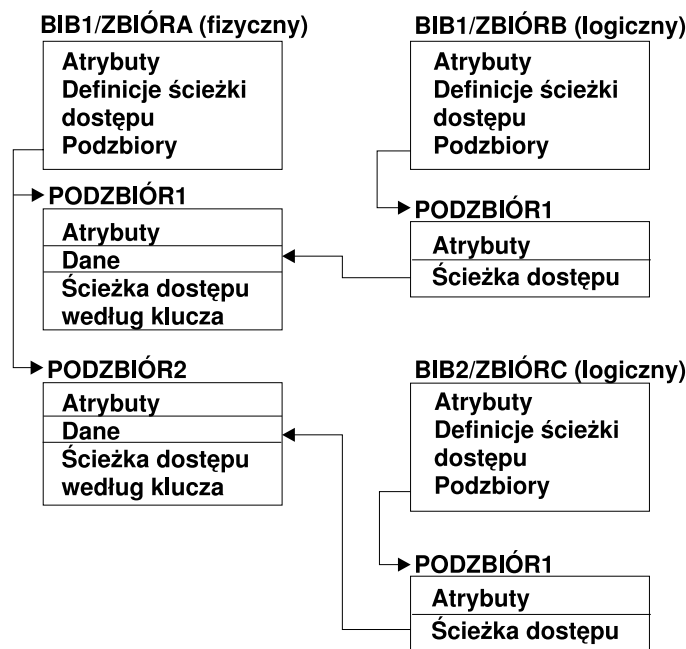 BIB1/ZBIÓRA (fizyczny)
Atrybuty
Definicje ścieżki
dostępu
Podzbiory
PODZBIÓR1
Atrybuty
Dane
Ścieżka dostępu
według klucza
PODZBIÓR2
Atrybuty
Dane
Ścieżka dostępu
według klucza
BIB1/ZBIÓRB (logiczny)
Atrybuty
Definicje ścieżki
dostępu
Podzbiory
PODZBIÓR1
Atrybuty
Ścieżka dostępu
BIB2/ZBIÓRC (logiczny)
Atrybuty
Definicje ścieżki
dostępu
Podzbiory
PODZBIÓR1
Atrybuty
Ścieżka dostępu